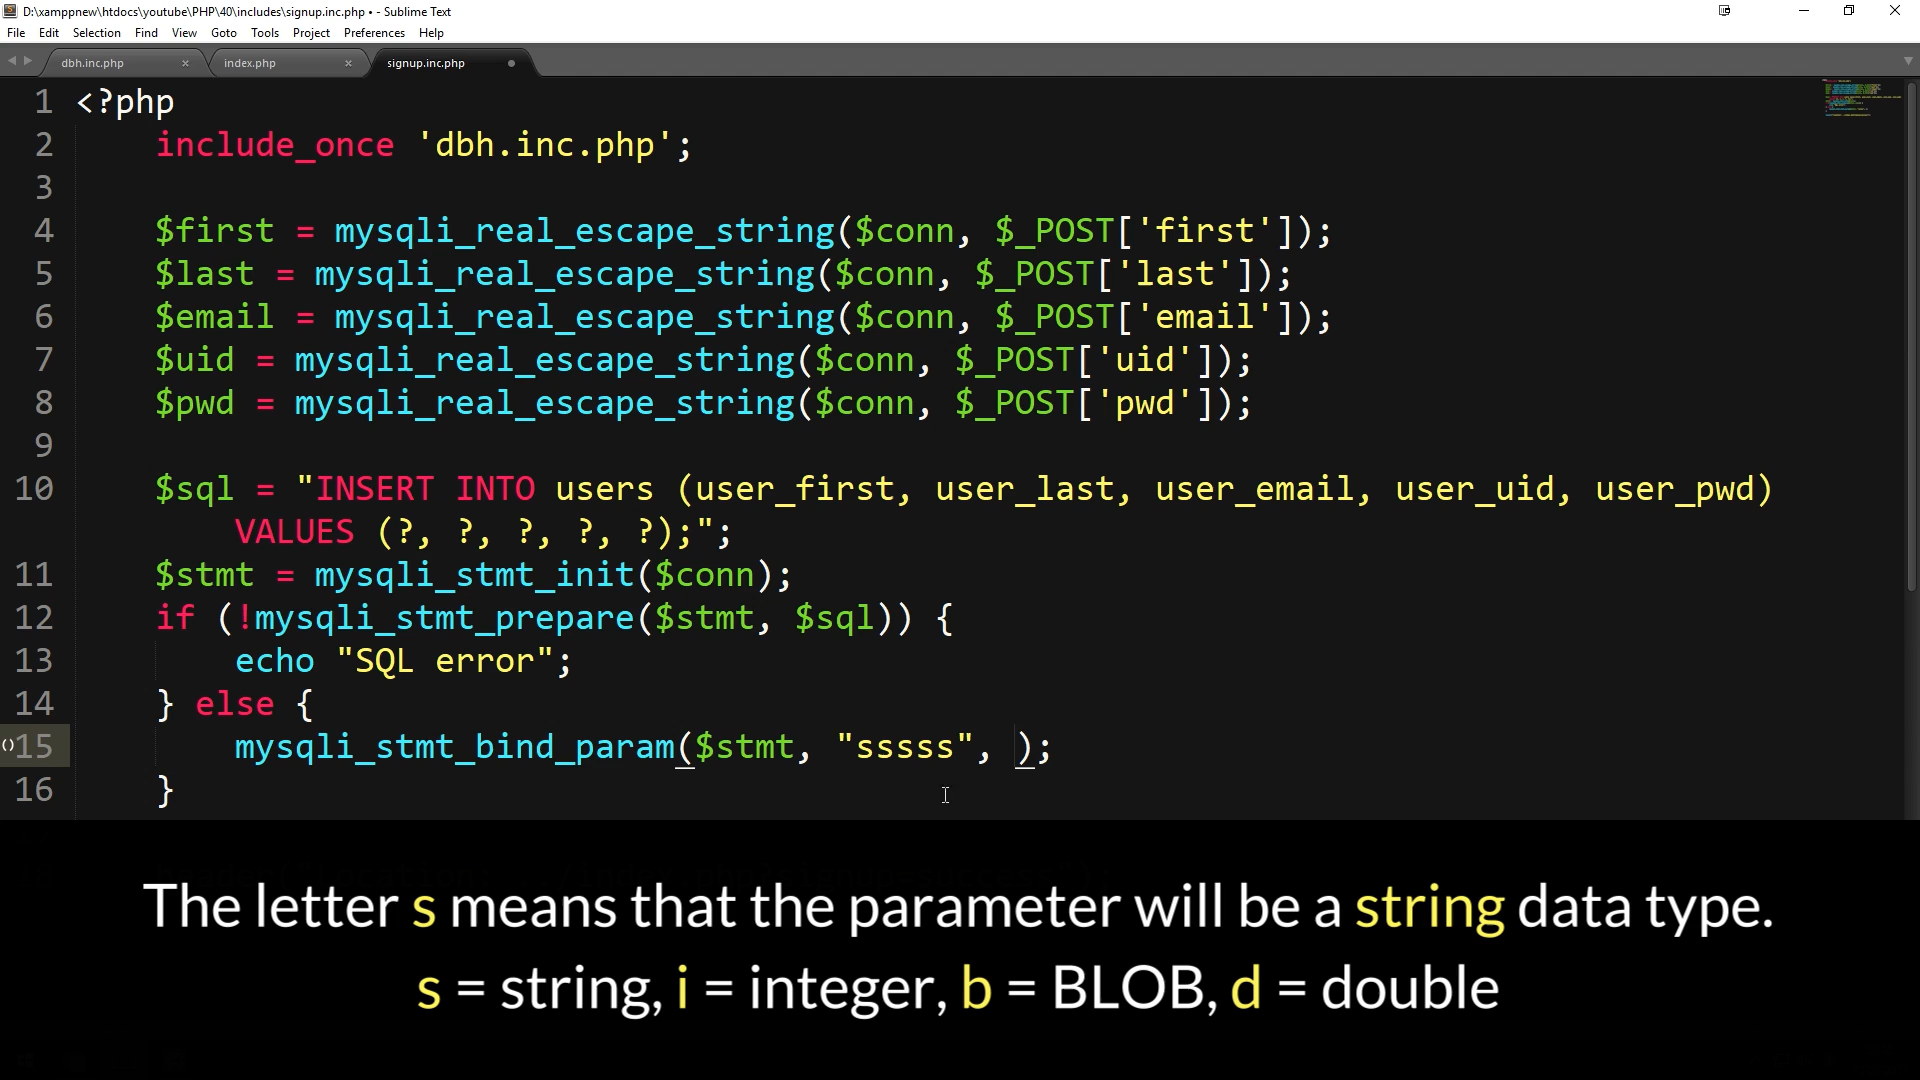 D:\xamppnew\htdocs\youtube\PHP\40\includes\signup.inc.php • - Sublime Text
File Edit Selection Find View Goto Tools Project Preferences Help
dbh.inc.php × index.php × signup.inc.php •
1 <?php
2 include_once 'dbh.inc.php';
3
4 $first = mysqli_real_escape_string($conn, $_POST['first']);
5 $last = mysqli_real_escape_string($conn, $_POST['last']);
6 $email = mysqli_real_escape_string($conn, $_POST['email']);
7 $uid = mysqli_real_escape_string($conn, $_POST['uid']);
8 $pwd = mysqli_real_escape_string($conn, $_POST['pwd']);
9
10 $sql = "INSERT INTO users (user_first, user_last, user_email, user_uid, user_pwd)
VALUES (?, ?, ?, ?, ?);";
11 $stmt = mysqli_stmt_init($conn);
12 if (!mysqli_stmt_prepare($stmt, $sql)) {
13 echo "SQL error";
14 } else {
15 mysqli_stmt_bind_param($stmt, "sssss", );
16 }
The letter s means that the parameter will be a string data type.
s = string, i = integer, b = BLOB, d = double